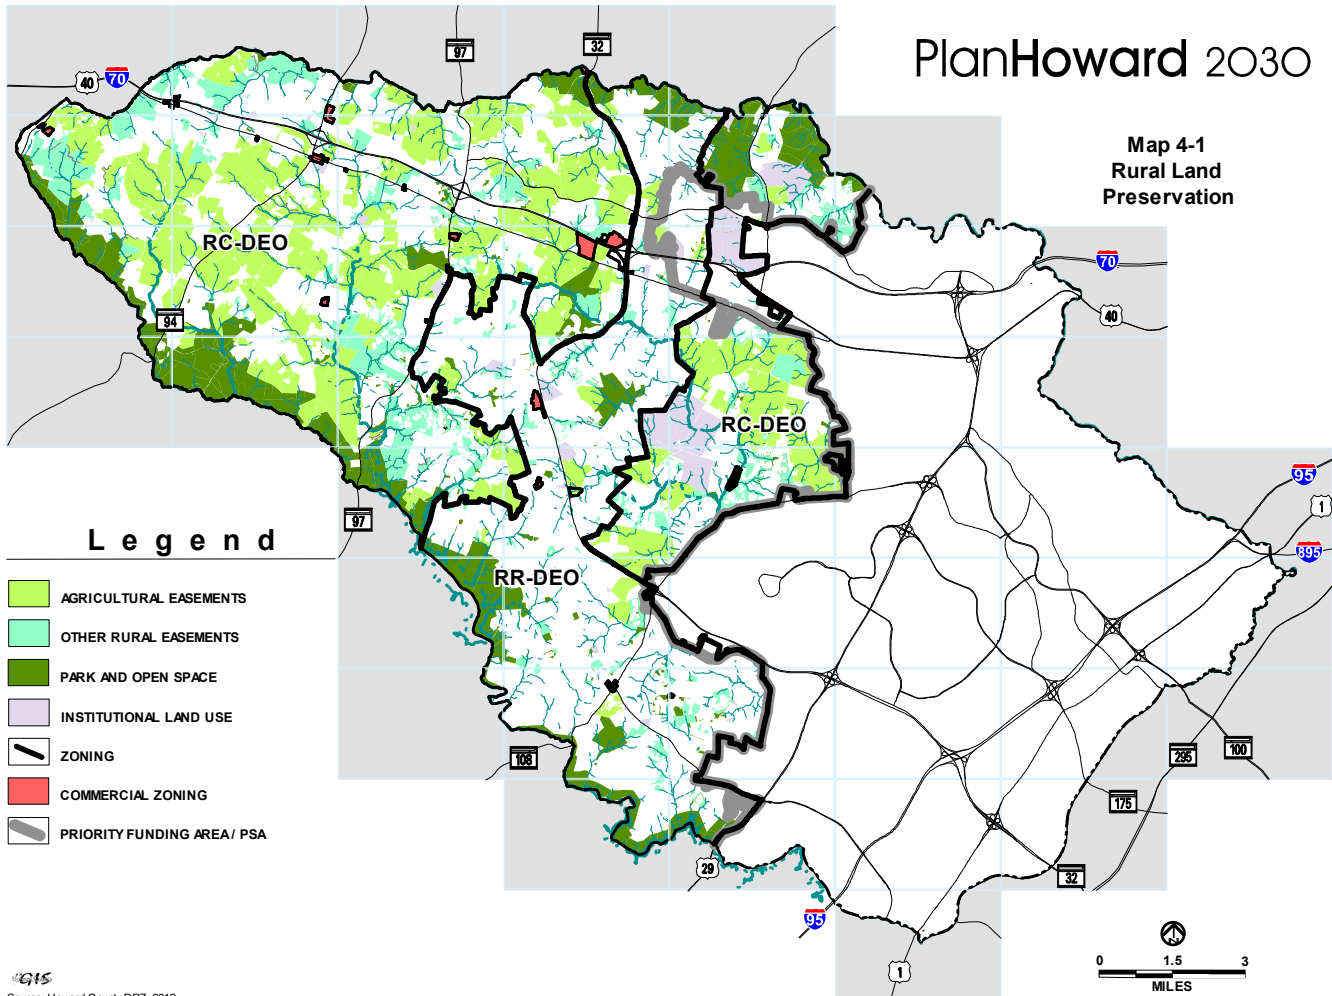 PlanHoward 2030
Map 4-1
Rural Land
Preservation
40
70
97
32
RC-DEO
94
70
40
RC-DEO
95
1
895
97
RR-DEO
108
295
100
175
29
32
95
1
Legend
AGRICULTURAL EASEMENTS
OTHER RURAL EASEMENTS
PARK AND OPEN SPACE
INSTITUTIONAL LAND USE
ZONING
COMMERCIAL ZONING
PRIORITY FUNDING AREA / PSA
N
0 1.5 3
MILES
GIS